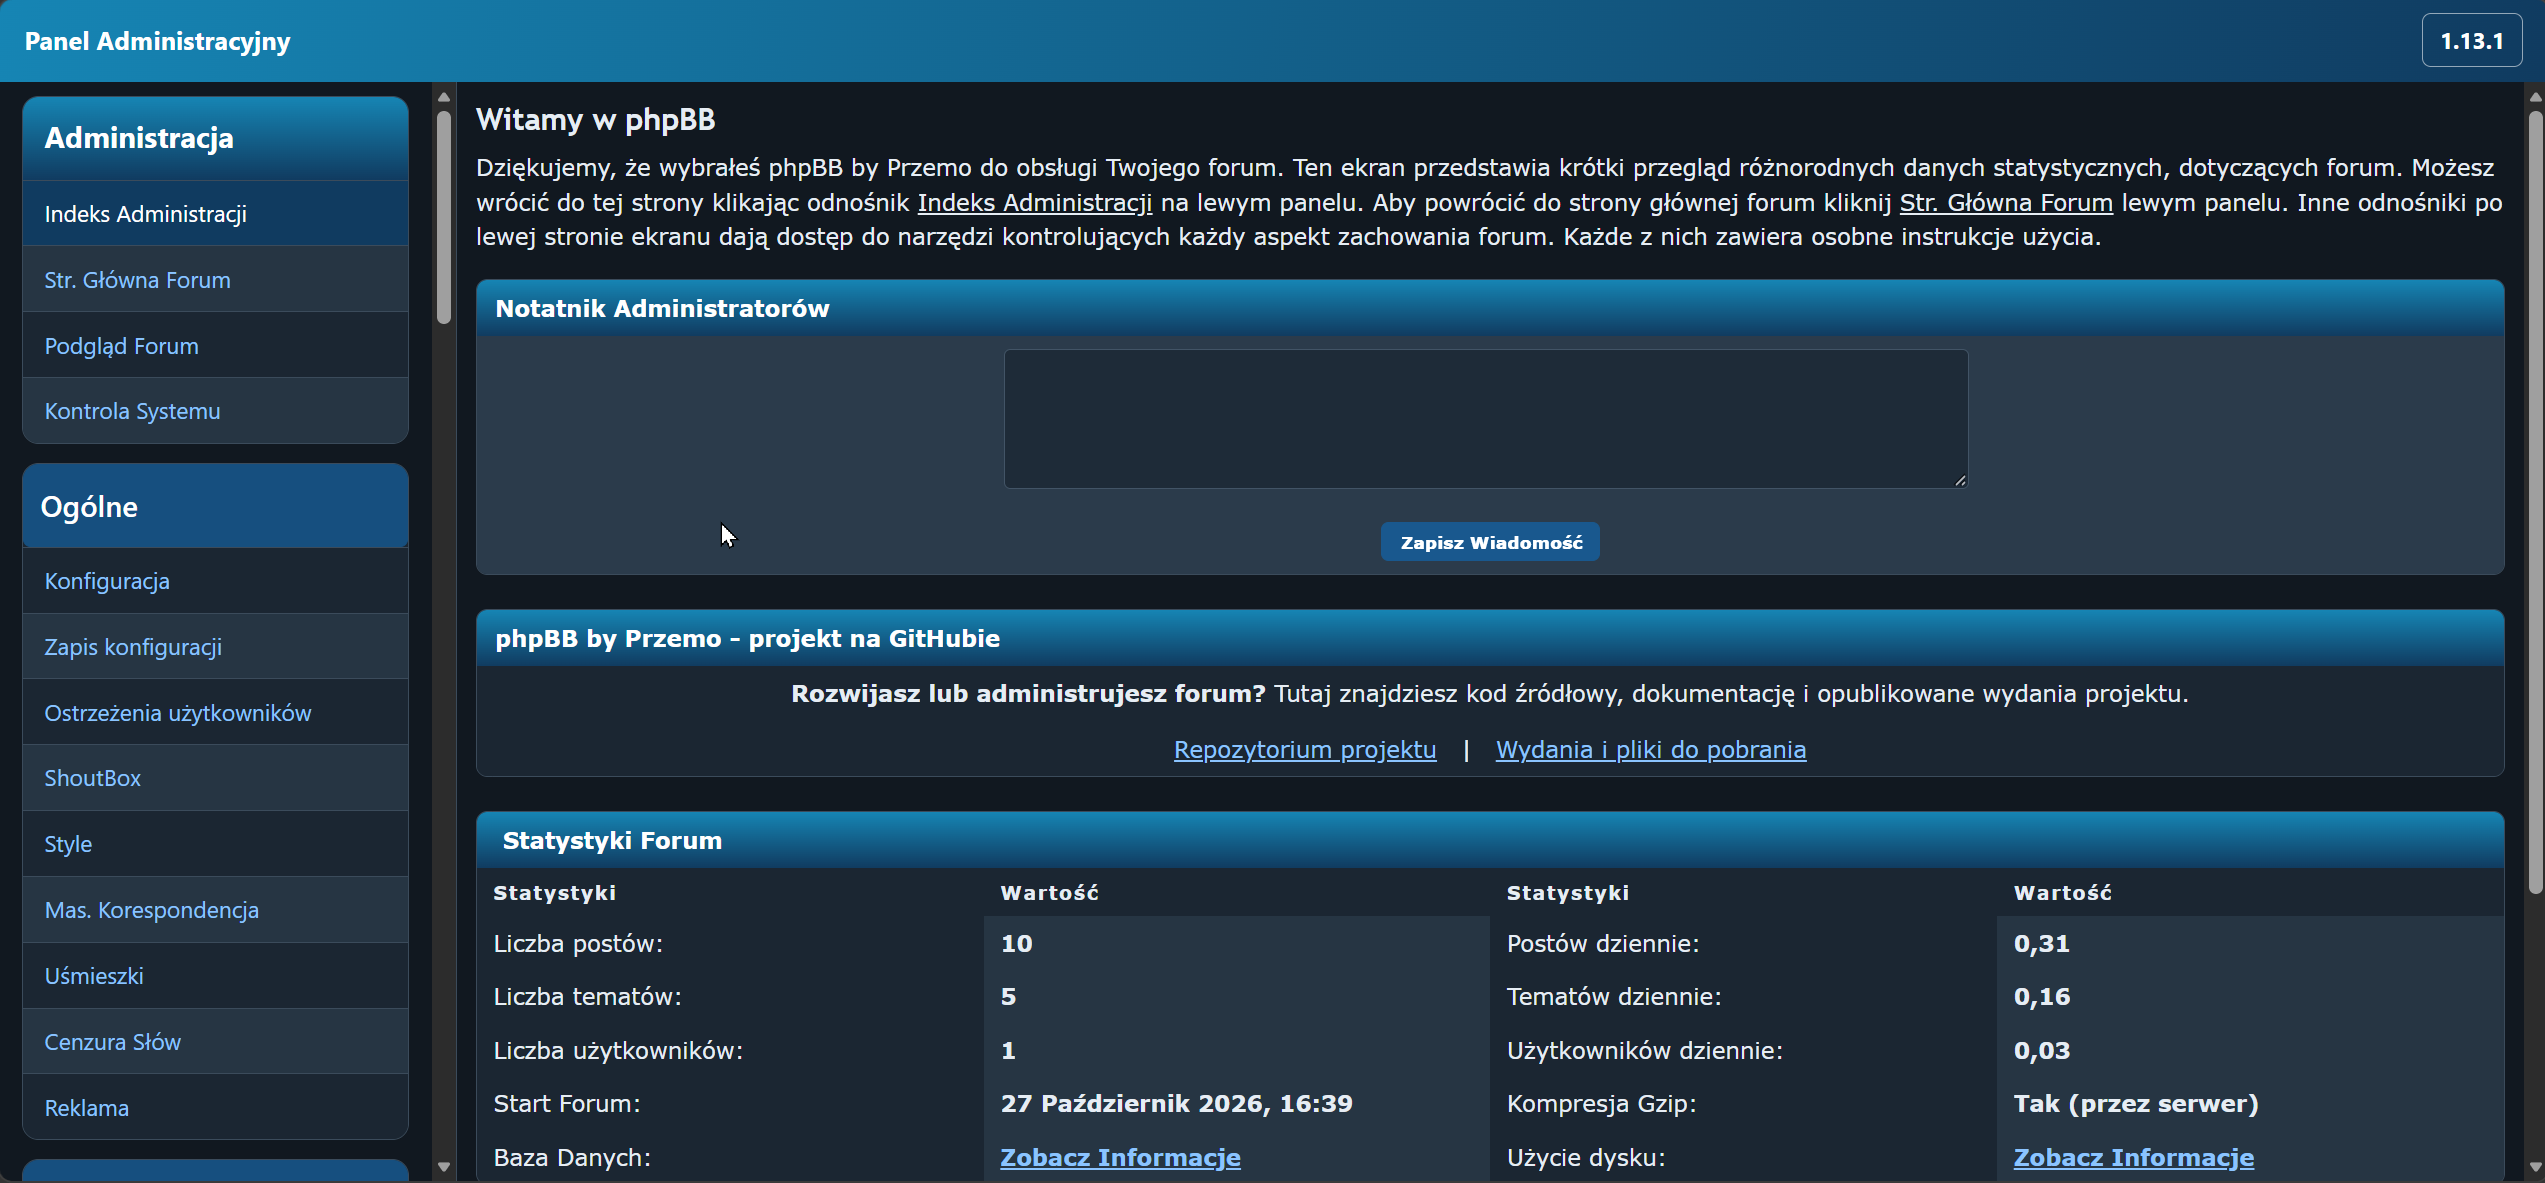 Panel Administracyjny
1.13.1
Administracja
Indeks Administracji
Str. Główna Forum
Podgląd Forum
Kontrola Systemu
Ogólne
Konfiguracja
Zapis konfiguracji
Ostrzeżenia użytkowników
ShoutBox
Style
Mas. Korespondencja
Uśmieszki
Cenzura Słów
Reklama
Witamy w phpBB
Dziękujemy, że wybrałeś phpBB by Przemo do obsługi Twojego forum. Ten ekran przedstawia krótki przegląd różnorodnych danych statystycznych, dotyczących forum. Możesz
wrócić do tej strony klikając odnośnik Indeks Administracji na lewym panelu. Aby powrócić do strony głównej forum kliknij Str. Główna Forum lewym panelu. Inne odnośniki po
lewej stronie ekranu dają dostęp do narzędzi kontrolujących każdy aspekt zachowania forum. Każde z nich zawiera osobne instrukcje użycia.
Notatnik Administratorów
Zapisz Wiadomość
phpBB by Przemo – projekt na GitHubie
Rozwijasz lub administrujesz forum? Tutaj znajdziesz kod źródłowy, dokumentację i opublikowane wydania projektu.
Repozytorium projektu | Wydania i pliki do pobrania
Statystyki Forum
Statystyki Wartość Statystyki Wartość
Liczba postów: 10 Postów dziennie: 0,31
Liczba tematów: 5 Tematów dziennie: 0,16
Liczba użytkowników: 1 Użytkowników dziennie: 0,03
Start Forum: 27 Październik 2026, 16:39 Kompresja Gzip: Tak (przez serwer)
Baza Danych: Zobacz Informacje Użycie dysku: Zobacz Informacje